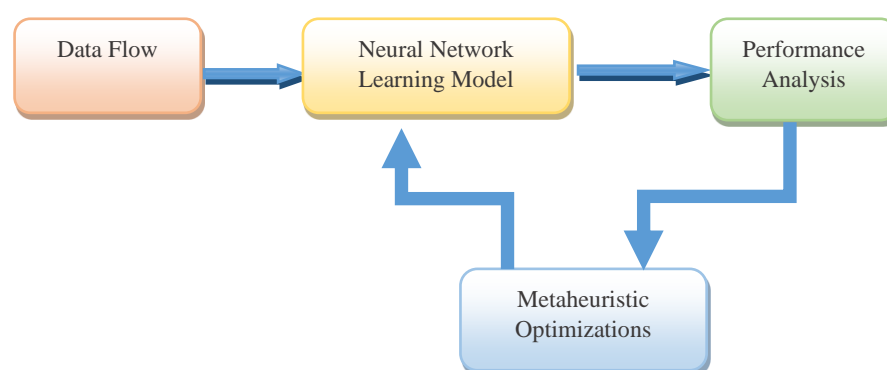 Data Flow
Neural Network
Learning Model
Performance
Analysis
Metaheuristic
Optimizations